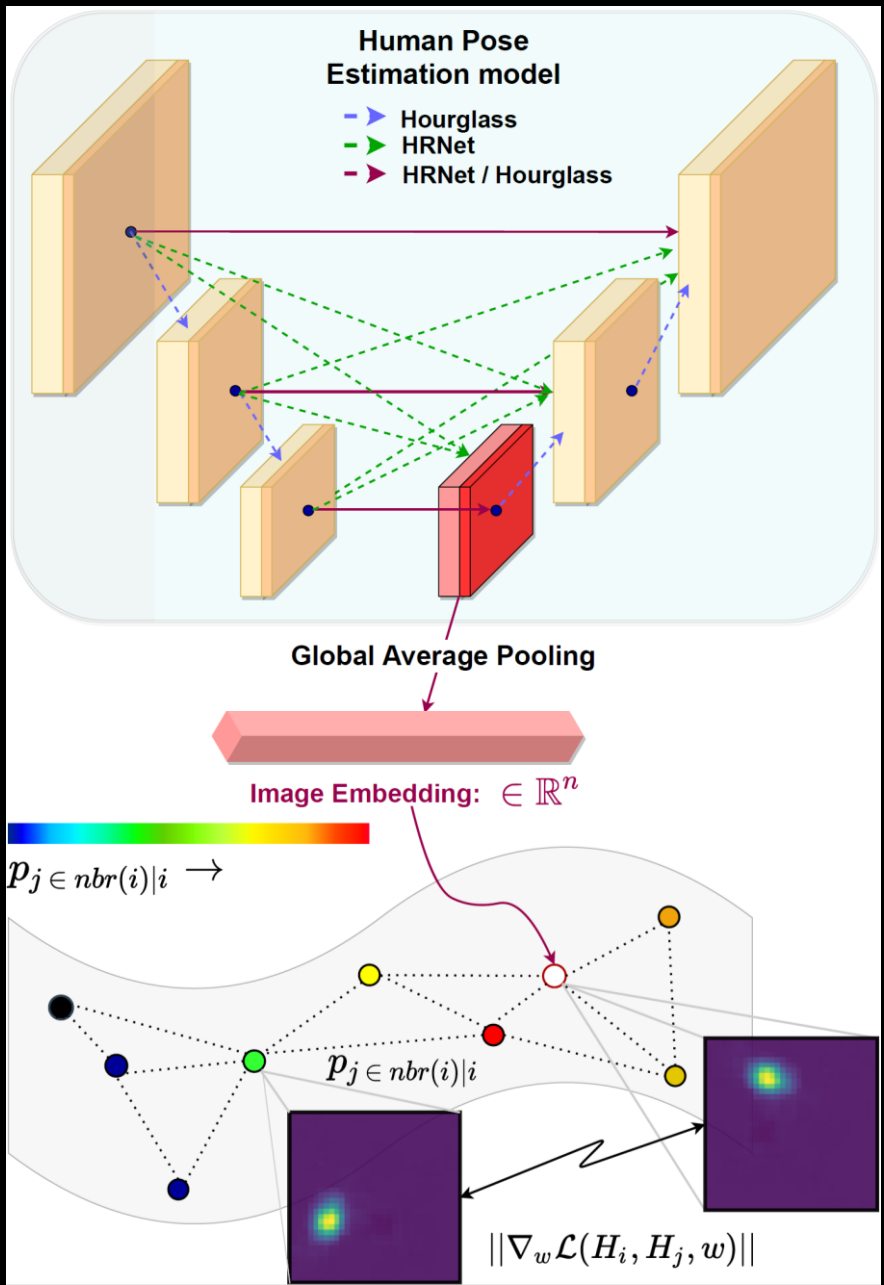 Human Pose
Estimation model
Hourglass
HRNet
HRNet / Hourglass
Global Average Pooling
Image Embedding: ∈ ℝⁿ
p_{j ∈ nbr(i)|i} →
p_{j ∈ nbr(i)|i}
||∇_w ℒ(H_i, H_j, w)||